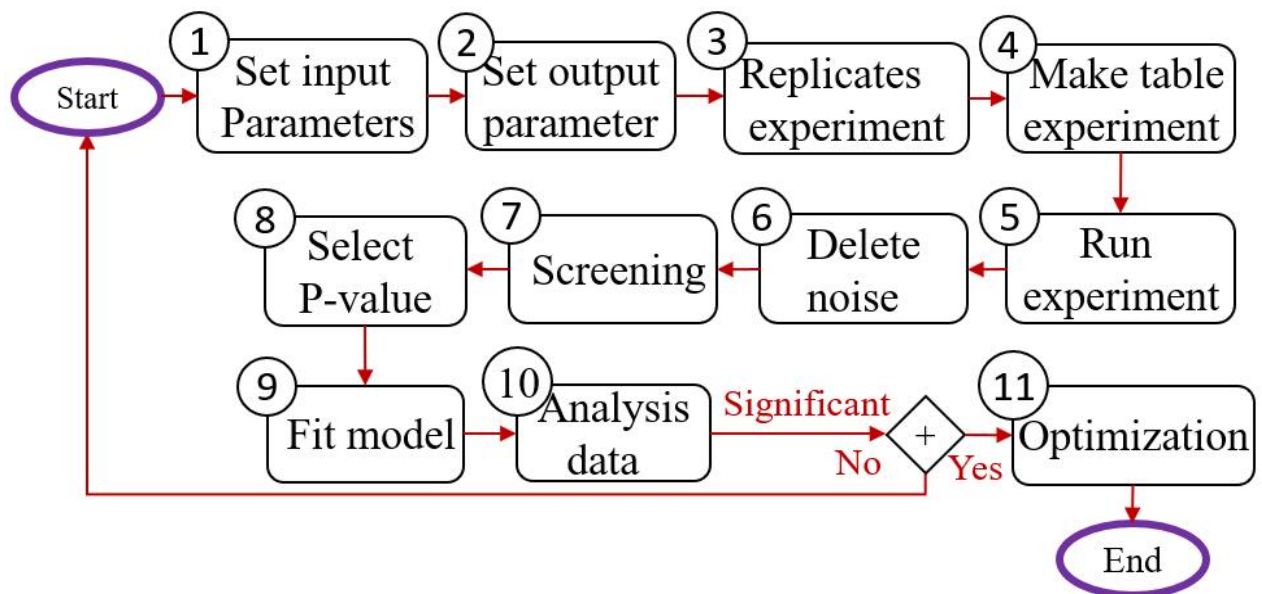 Start
1
Set input
Parameters
2
Set output
parameter
3
Replicates
experiment
4
Make table
experiment
5
Run
experiment
6
Delete
noise
7
Screening
8
Select
P-value
9
Fit model
10
Analysis
data
Significant
No
+
Yes
11
Optimization
End